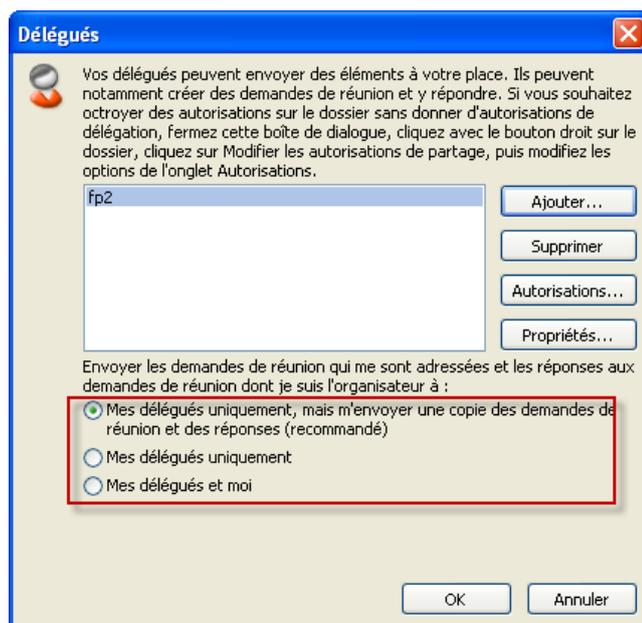 Délégués
Vos délégués peuvent envoyer des éléments à votre place. Ils peuvent
notamment créer des demandes de réunion et y répondre. Si vous souhaitez
octroyer des autorisations sur le dossier sans donner d'autorisations de
délégation, fermez cette boîte de dialogue, cliquez avec le bouton droit sur le
dossier, cliquez sur Modifier les autorisations de partage, puis modifiez les
options de l'onglet Autorisations.
fp2
Ajouter...
Supprimer
Autorisations...
Propriétés...
Envoyer les demandes de réunion qui me sont adressées et les réponses aux
demandes de réunion dont je suis l'organisateur à :
Mes délégués uniquement, mais m'envoyer une copie des demandes de
réunion et des réponses (recommandé)
Mes délégués uniquement
Mes délégués et moi
OK
Annuler